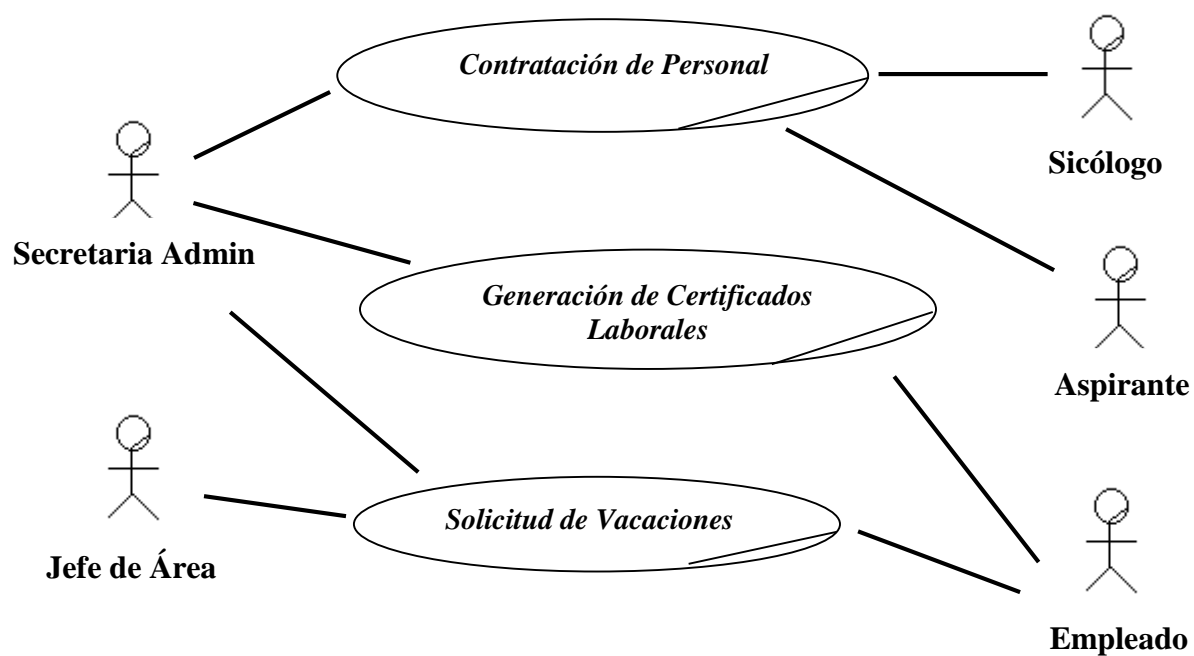 Contratación de Personal
Sicólogo
Secretaria Admin
Generación de Certificados
Laborales
Aspirante
Solicitud de Vacaciones
Jefe de Área
Empleado